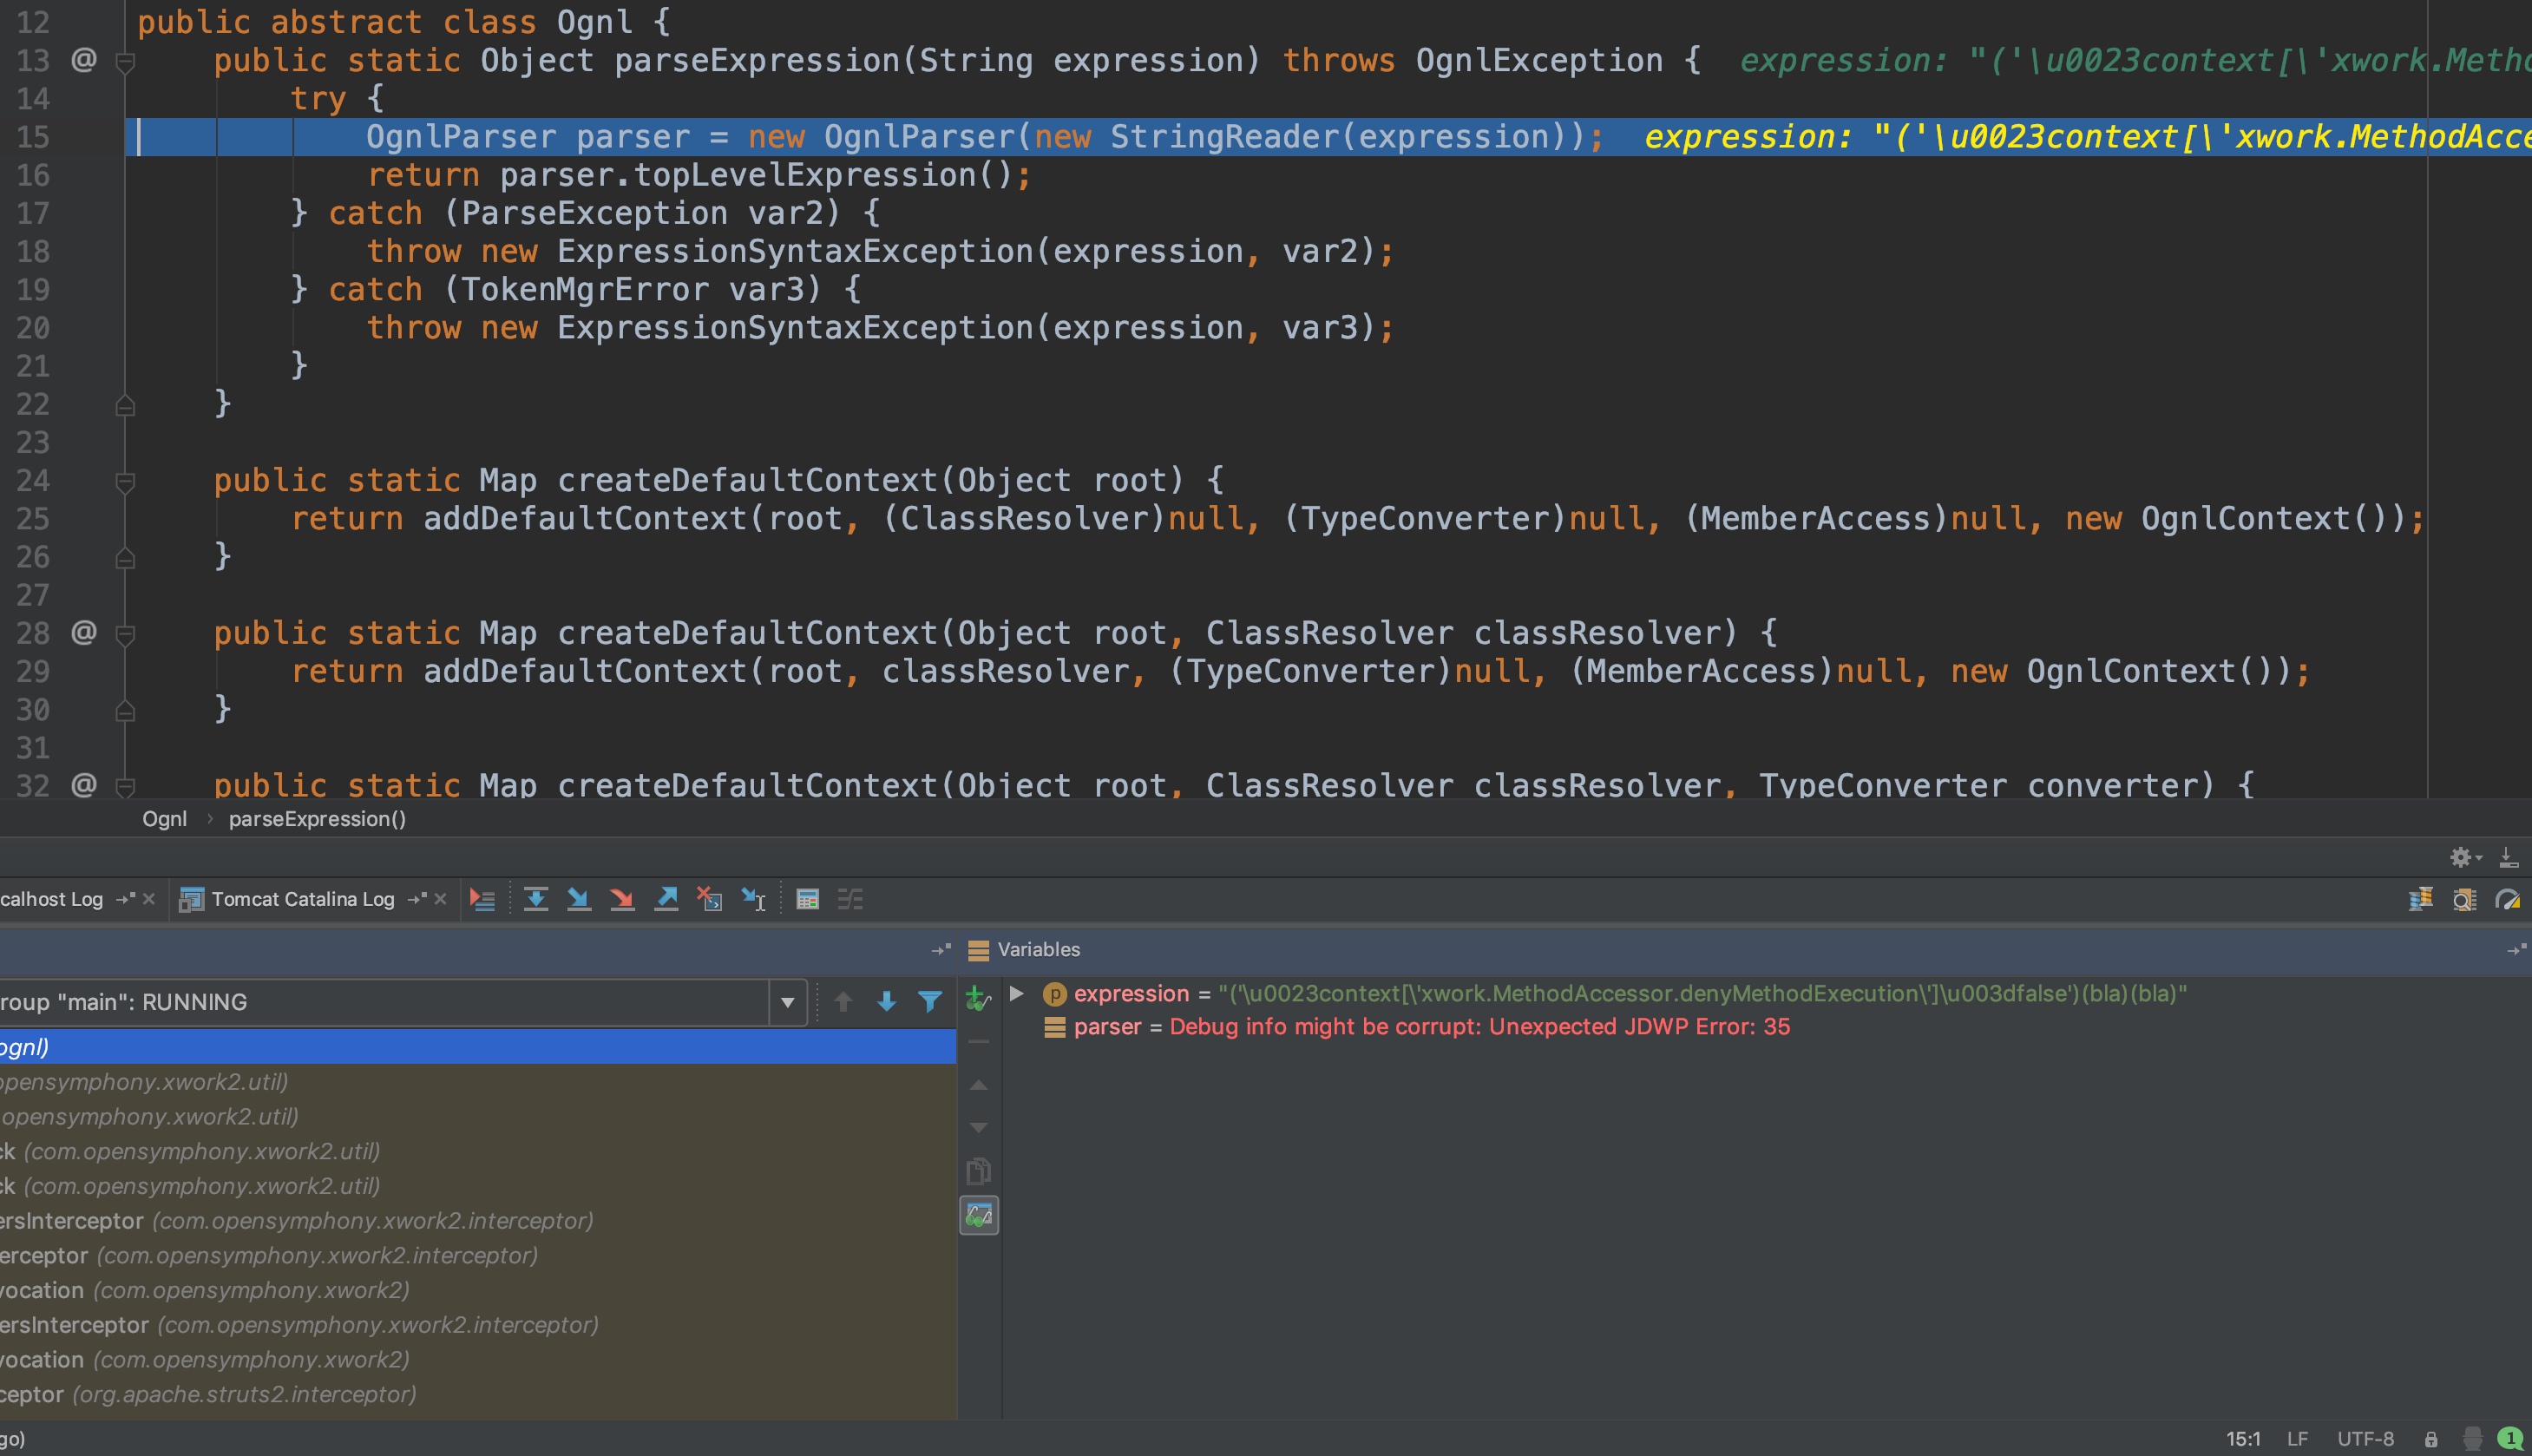 12 public abstract class Ognl {
13 @ public static Object parseExpression(String expression) throws OgnlException { expression: "('\u0023context[\'xwork.Metho
14 try {
15 OgnlParser parser = new OgnlParser(new StringReader(expression)); expression: "('\u0023context[\'xwork.MethodAcce
16 return parser.topLevelExpression();
17 } catch (ParseException var2) {
18 throw new ExpressionSyntaxException(expression, var2);
19 } catch (TokenMgrError var3) {
20 throw new ExpressionSyntaxException(expression, var3);
21 }
22 }
23
24 public static Map createDefaultContext(Object root) {
25 return addDefaultContext(root, (ClassResolver)null, (TypeConverter)null, (MemberAccess)null, new OgnlContext());
26 }
27
28 @ public static Map createDefaultContext(Object root, ClassResolver classResolver) {
29 return addDefaultContext(root, classResolver, (TypeConverter)null, (MemberAccess)null, new OgnlContext());
30 }
31
32 @ public static Map createDefaultContext(Object root, ClassResolver classResolver, TypeConverter converter) {
Ognl › parseExpression()
calhost Log Tomcat Catalina Log
Variables
roup "main": RUNNING
expression = "('\u0023context[\'xwork.MethodAccessor.denyMethodExecution\']\u003dfalse')(bla)(bla)"
parser = Debug info might be corrupt: Unexpected JDWP Error: 35
ognl)
opensymphony.xwork2.util)
.opensymphony.xwork2.util)
ck (com.opensymphony.xwork2.util)
ck (com.opensymphony.xwork2.util)
ersInterceptor (com.opensymphony.xwork2.interceptor)
erceptor (com.opensymphony.xwork2.interceptor)
vocation (com.opensymphony.xwork2)
ersInterceptor (com.opensymphony.xwork2.interceptor)
vocation (com.opensymphony.xwork2)
ceptor (org.apache.struts2.interceptor)
go) 15:1 LF UTF-8 1